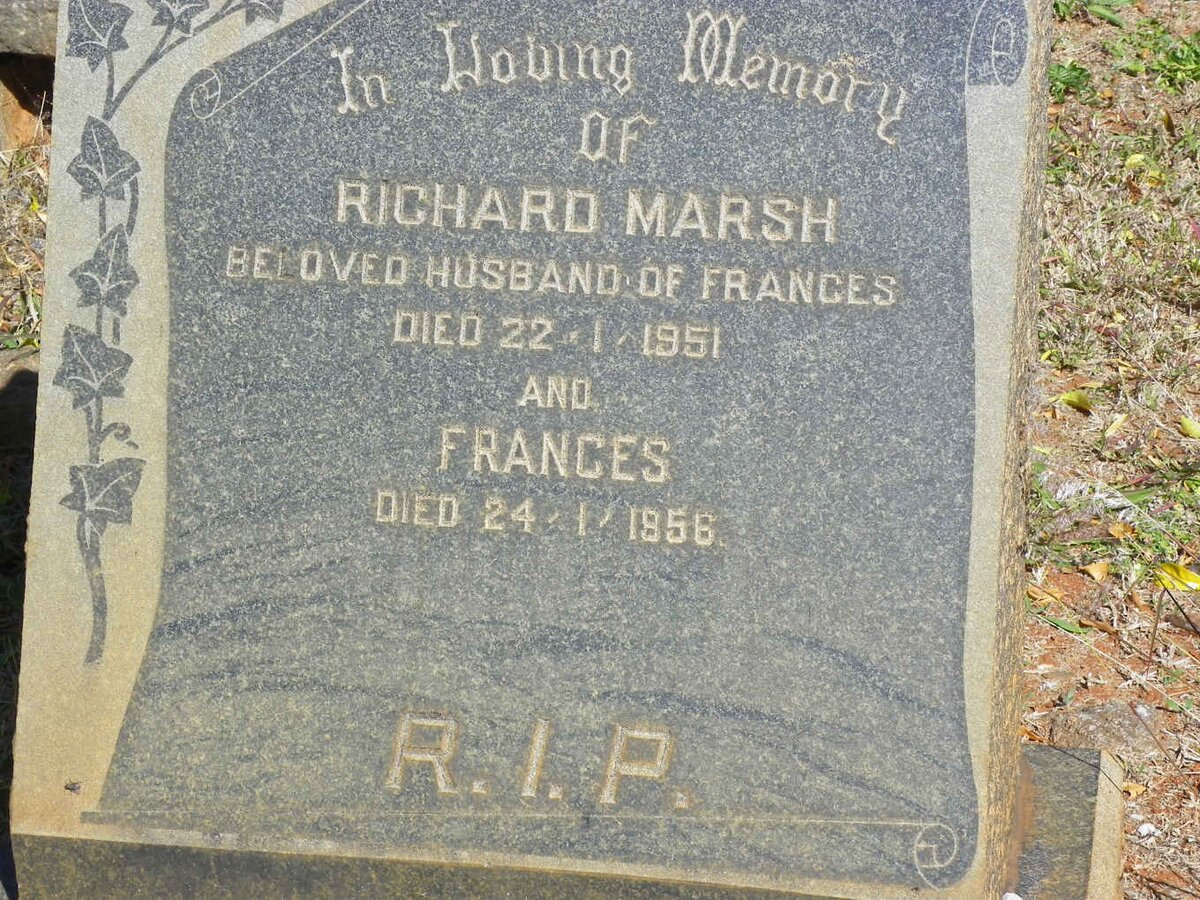 In Loving Memory
OF
RICHARD MARSH
BELOVED HUSBAND OF FRANCES
DIED 22/1/1951
AND
FRANCES
DIED 24/1/1956
R.I.P.